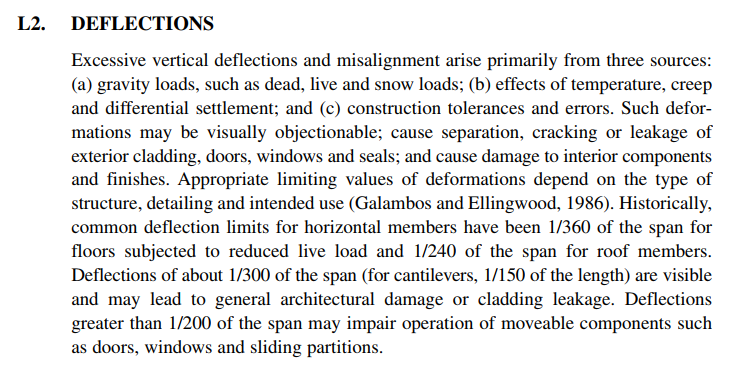 L2. DEFLECTIONS
Excessive vertical deflections and misalignment arise primarily from three sources:
(a) gravity loads, such as dead, live and snow loads; (b) effects of temperature, creep
and differential settlement; and (c) construction tolerances and errors. Such defor-
mations may be visually objectionable; cause separation, cracking or leakage of
exterior cladding, doors, windows and seals; and cause damage to interior components
and finishes. Appropriate limiting values of deformations depend on the type of
structure, detailing and intended use (Galambos and Ellingwood, 1986). Historically,
common deflection limits for horizontal members have been 1/360 of the span for
floors subjected to reduced live load and 1/240 of the span for roof members.
Deflections of about 1/300 of the span (for cantilevers, 1/150 of the length) are visible
and may lead to general architectural damage or cladding leakage. Deflections
greater than 1/200 of the span may impair operation of moveable components such
as doors, windows and sliding partitions.